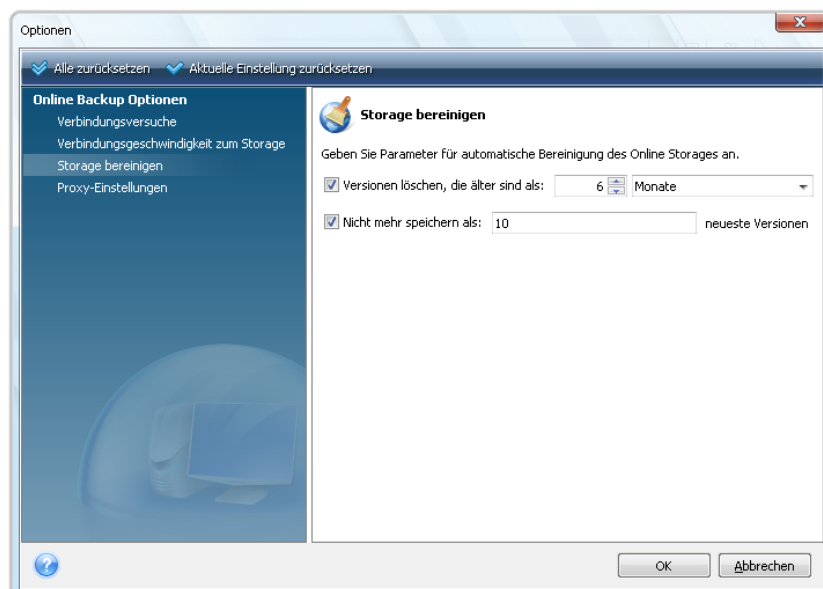 Optionen
Alle zurücksetzen Aktuelle Einstellung zurücksetzen
Online Backup Optionen
Verbindungsversuche
Verbindungsgeschwindigkeit zum Storage
Storage bereinigen
Proxy-Einstellungen
Storage bereinigen
Geben Sie Parameter für automatische Bereinigung des Online Storages an.
Versionen löschen, die älter sind als: 6 Monate
Nicht mehr speichern als: 10 neueste Versionen
OK Abbrechen